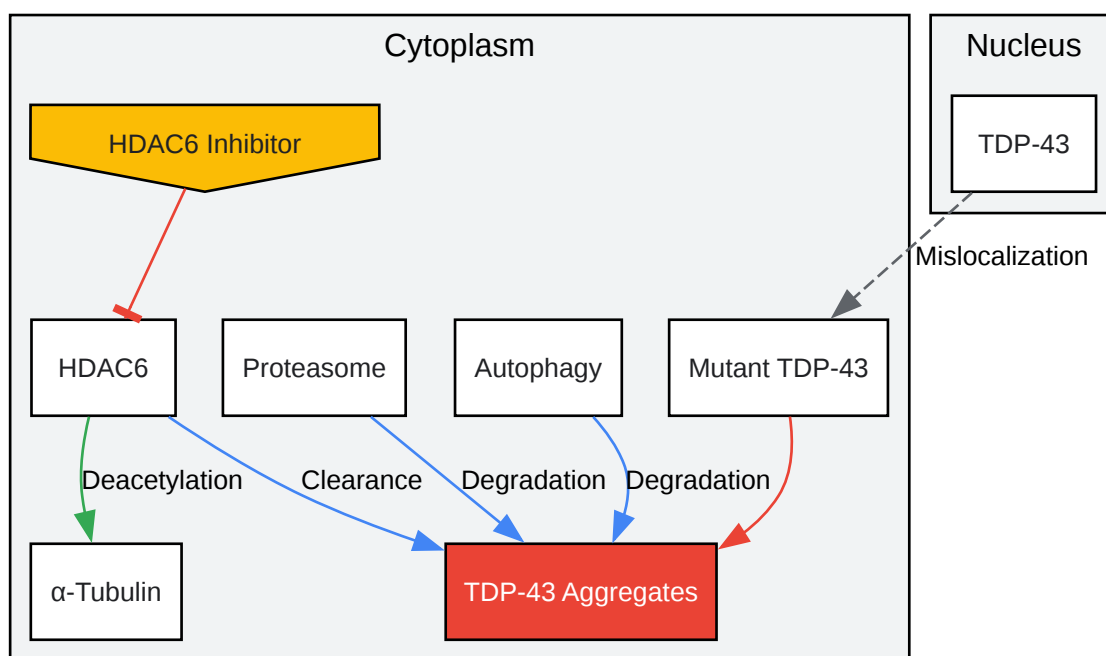 Cytoplasm
Nucleus
HDAC6 Inhibitor
TDP-43
Mislocalization
HDAC6
Proteasome
Autophagy
Mutant TDP-43
Deacetylation
Clearance
Degradation
Degradation
α-Tubulin
TDP-43 Aggregates